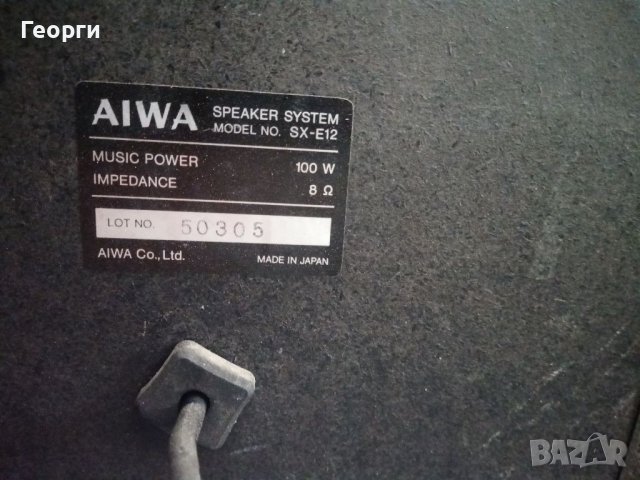 Георги
AIWA SPEAKER SYSTEM
MODEL NO. SX-E12
MUSIC POWER 100 W
IMPEDANCE 8 Ω
LOT NO. 50305
AIWA Co., Ltd. MADE IN JAPAN
BAZAR